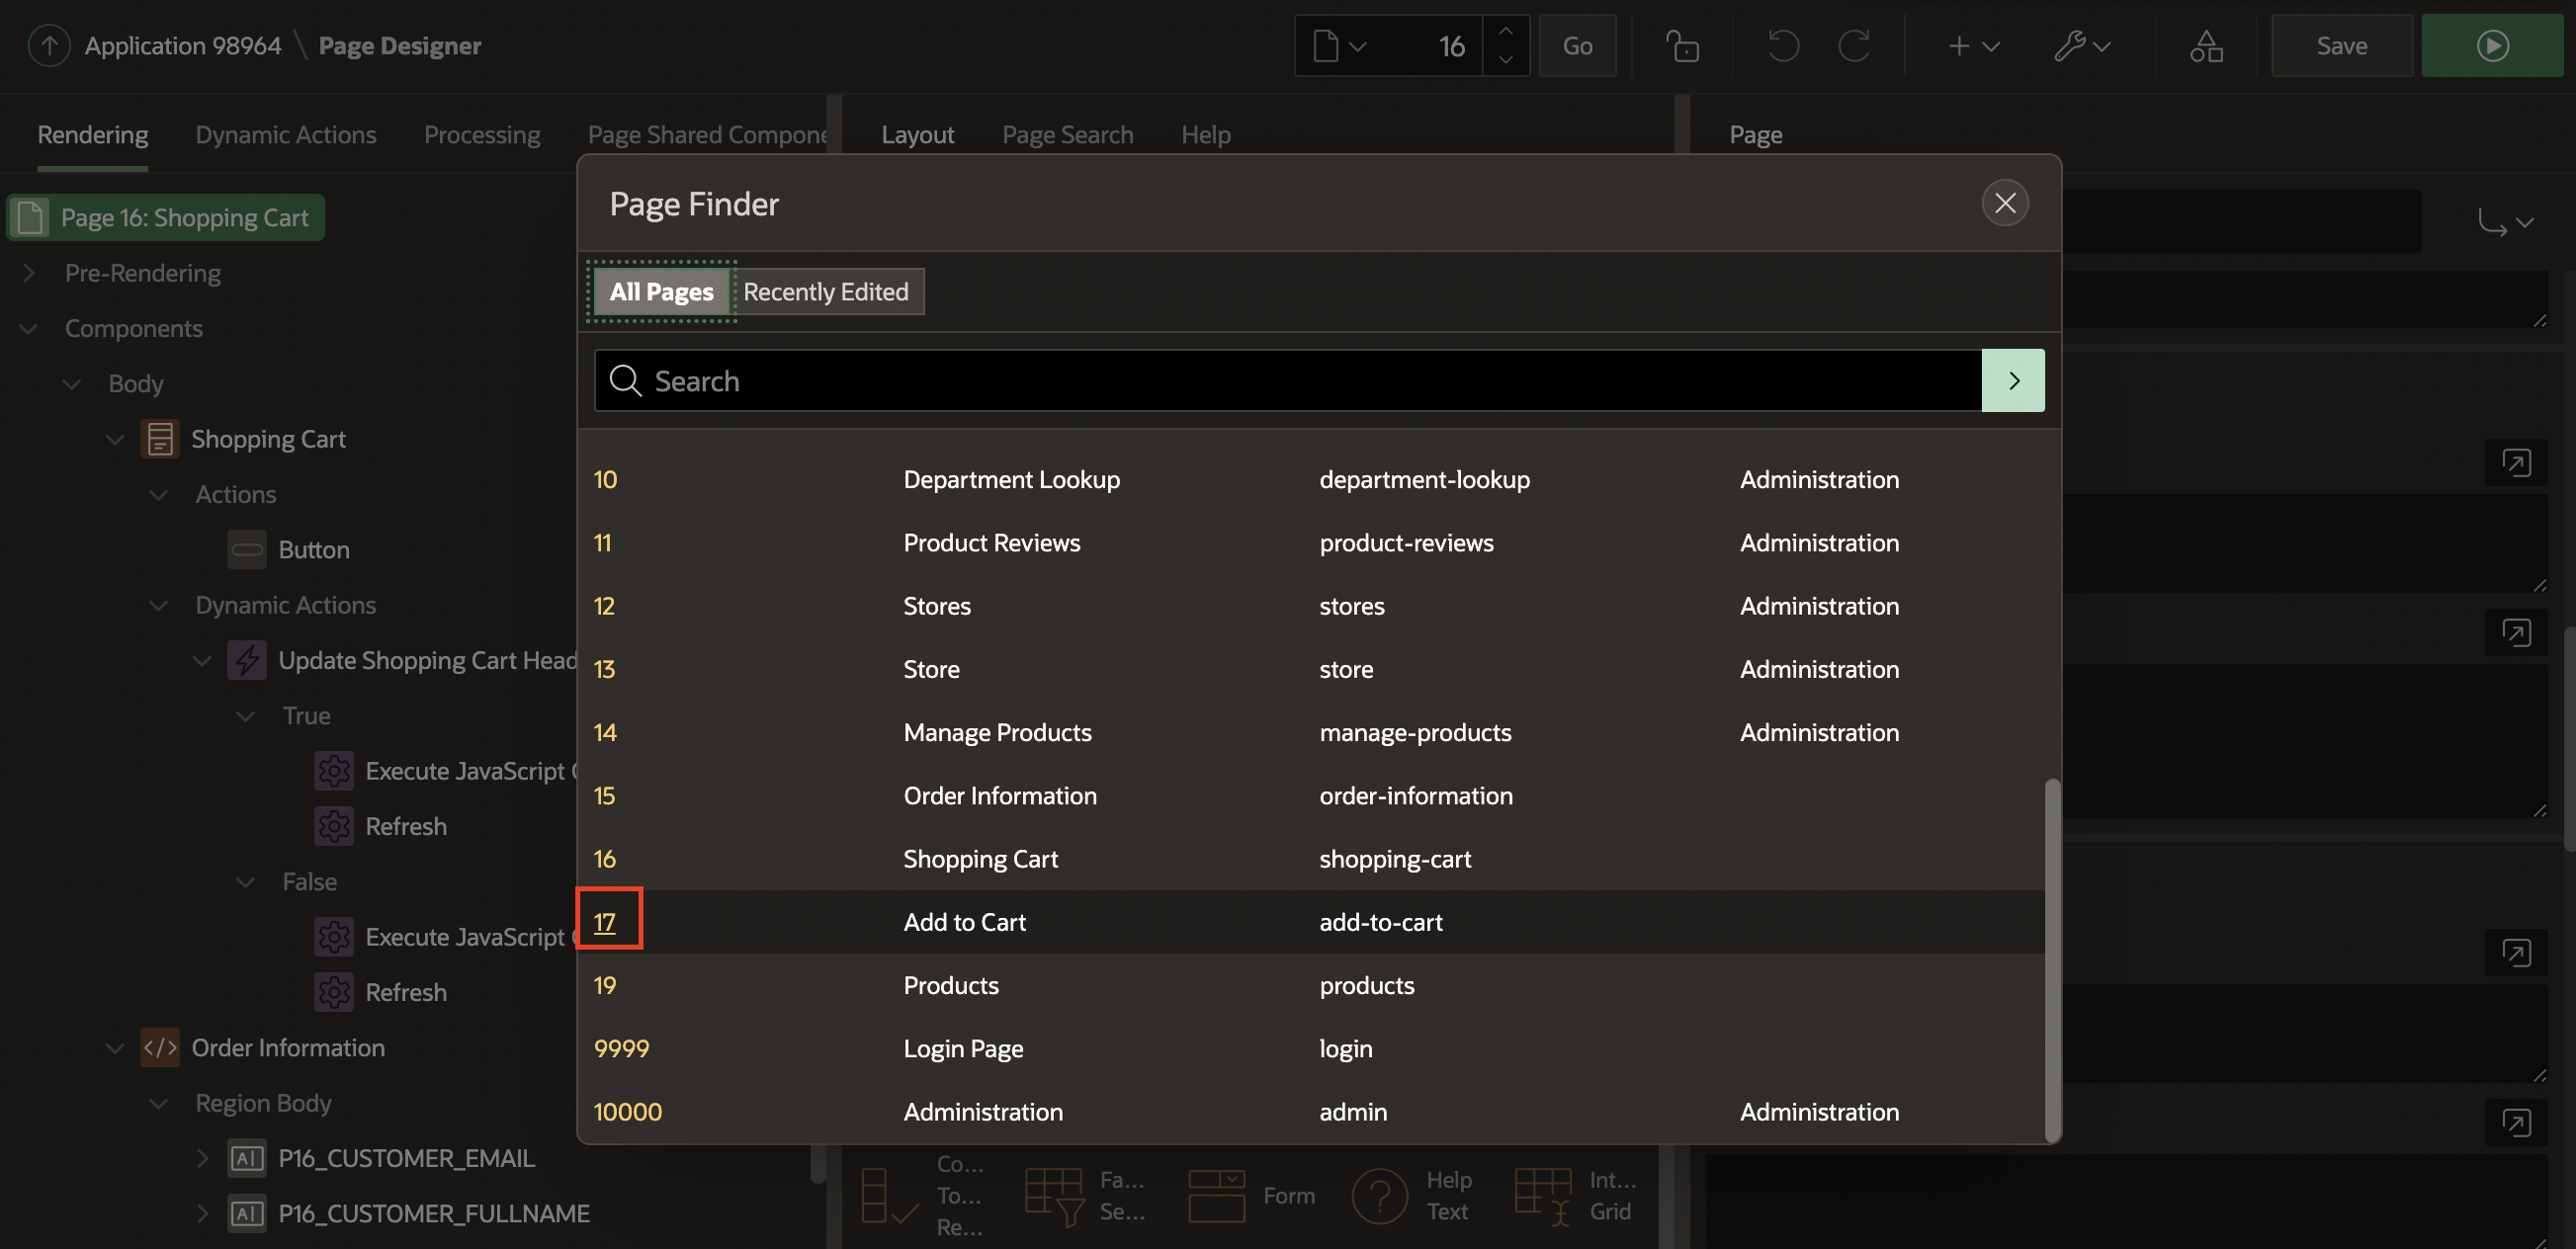 Application 98964 \ Page Designer
16
Go
Save
Rendering
Dynamic Actions
Processing
Page Shared Compone
Layout
Page Search
Help
Page
Page 16: Shopping Cart
Pre-Rendering
Components
Body
Shopping Cart
Actions
Button
Dynamic Actions
Update Shopping Cart Head
True
Execute JavaScript
Refresh
False
Execute JavaScript
Refresh
Order Information
Region Body
P16_CUSTOMER_EMAIL
P16_CUSTOMER_FULLNAME
Page Finder
All Pages
Recently Edited
Search
10 Department Lookup department-lookup Administration
11 Product Reviews product-reviews Administration
12 Stores stores Administration
13 Store store Administration
14 Manage Products manage-products Administration
15 Order Information order-information
16 Shopping Cart shopping-cart
17 Add to Cart add-to-cart
19 Products products
9999 Login Page login
10000 Administration admin Administration
Co...
To...
Re...
Fa...
Se...
Form
Help
Text
Int...
Grid